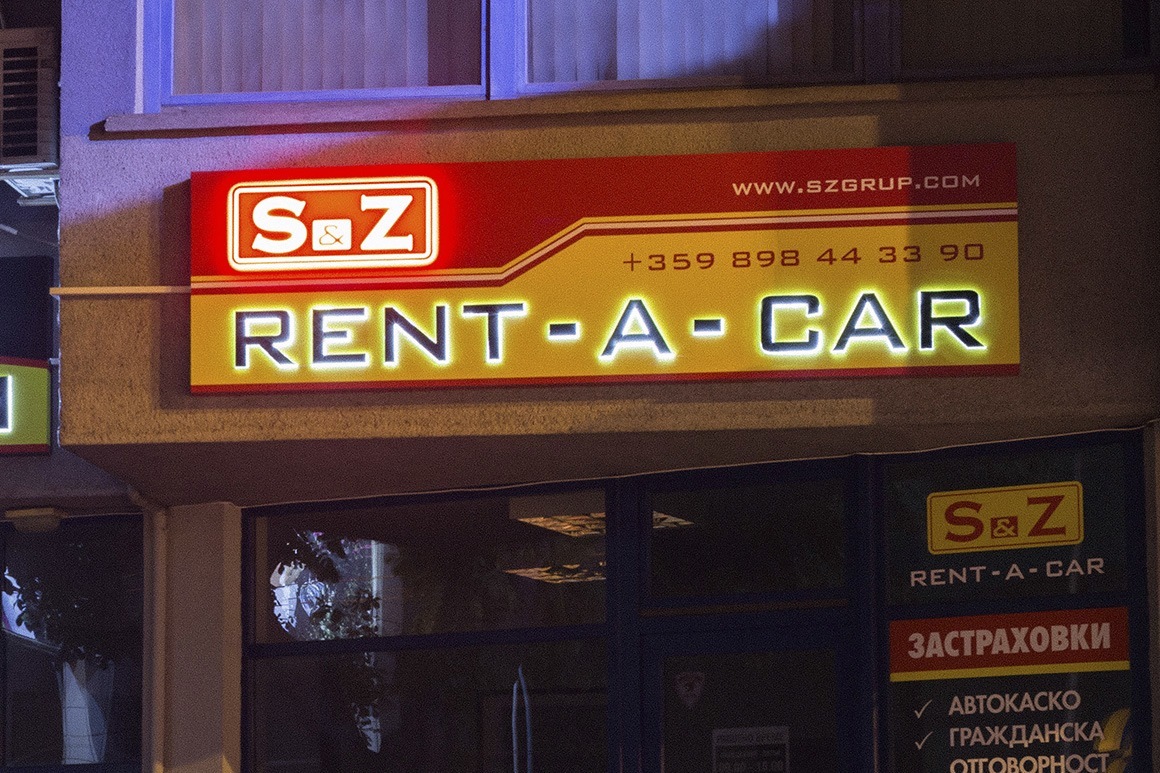 S&Z
www.szgrup.com
+359 898 44 33 90
RENT-A-CAR
S&Z
RENT-A-CAR
ЗАСТРАХОВКИ
✓ АВТОКАСКО
✓ ГРАЖДАНСКА
ОТГОВОРНОСТ